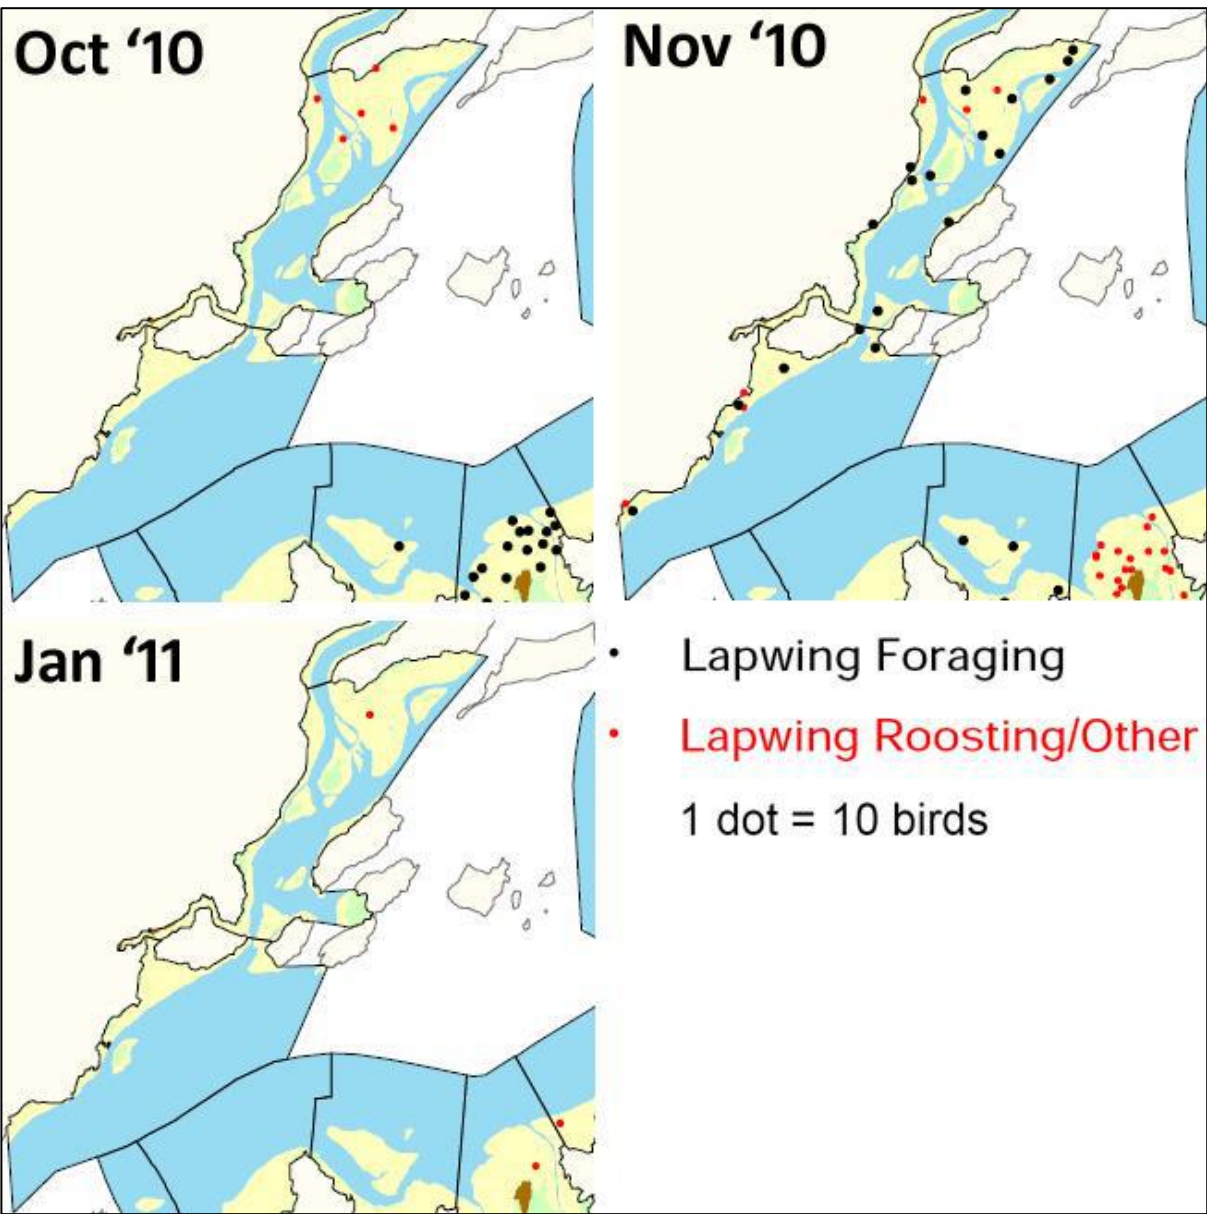 Oct ‘10
Nov ‘10
Jan ‘11
• Lapwing Foraging
• Lapwing Roosting/Other
1 dot = 10 birds